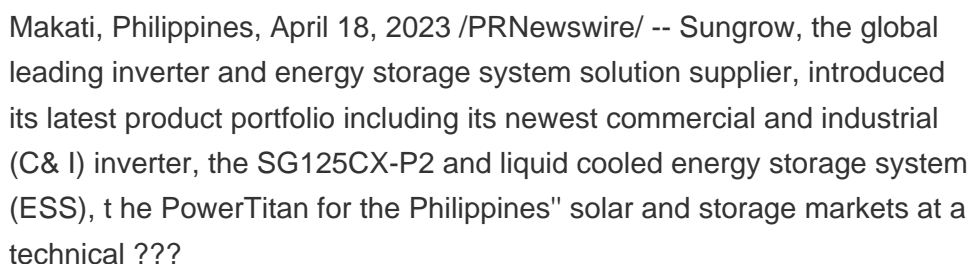 Makati, Philippines, April 18, 2023 /PRNewswire/ -- Sungrow, the global
leading inverter and energy storage system solution supplier, introduced
its latest product portfolio including its newest commercial and industrial
(C& I) inverter, the SG125CX-P2 and liquid cooled energy storage system
(ESS), t he PowerTitan for the Philippines'' solar and storage markets at a
technical ???